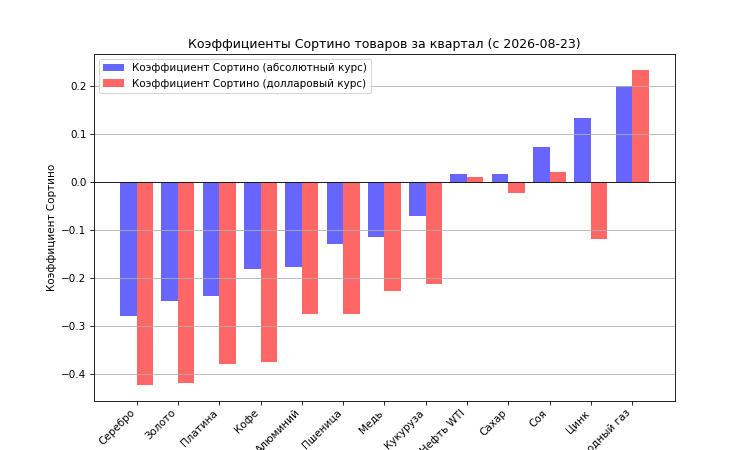 Коэффициенты Сортино товаров за квартал (с 2026-08-23)
Коэффициент Сортино (абсолютный курс)
Коэффициент Сортино (долларовый курс)
Коэффициент Сортино
0.2
0.1
0.0
−0.1
−0.2
−0.3
−0.4
Серебро
Золото
Платина
Кофе
Алюминий
Пшеница
Медь
Кукуруза
Нефть WTI
Сахар
Соя
Цинк
одный газ